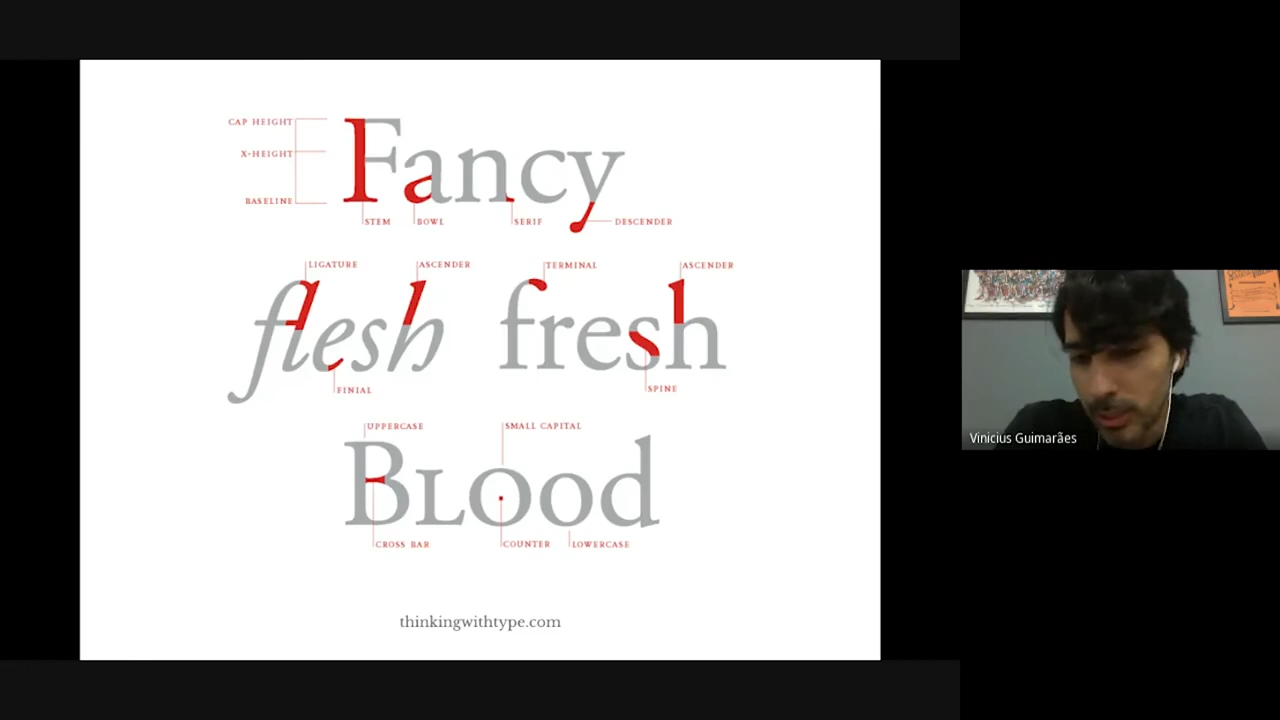 CAP HEIGHT
X-HEIGHT
BASELINE
Fancy
STEM BOWL SERIF DESCENDER
LIGATURE ASCENDER TERMINAL ASCENDER
flesh fresh
FINIAL SPINE
UPPERCASE SMALL CAPITAL
BLOod
CROSS BAR COUNTER LOWERCASE
thinkingwithtype.com
Vinicius Guimarães